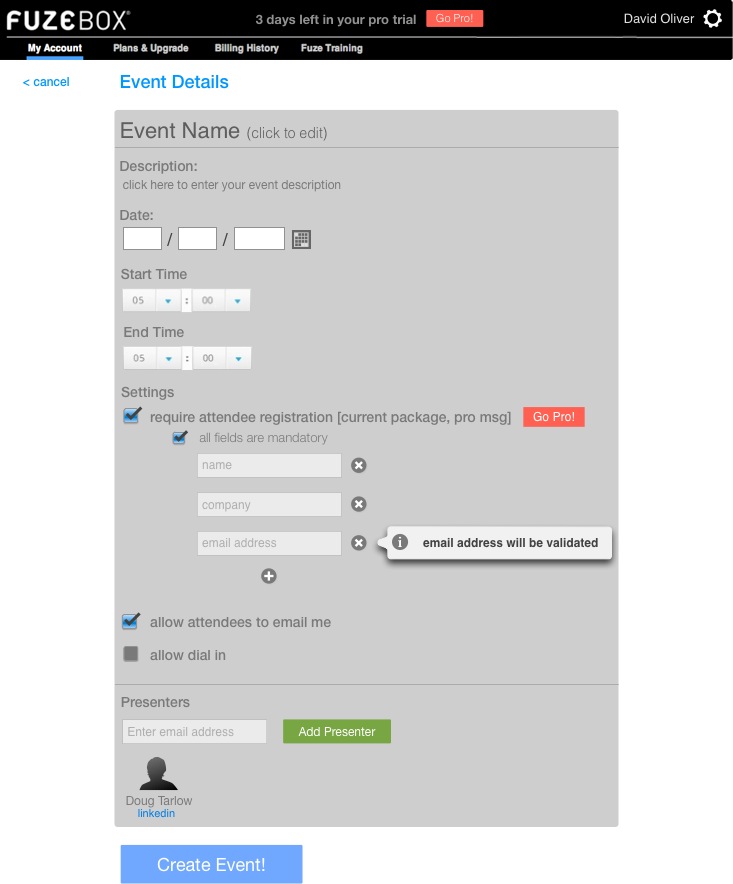 FUZEBOX® 3 days left in your pro trial Go Pro! David Oliver
My Account Plans & Upgrade Billing History Fuze Training
< cancel Event Details
Event Name (click to edit)
Description:
click here to enter your event description
Date:
/ /
Start Time
05 : 00
End Time
05 : 00
Settings
require attendee registration [current package, pro msg] Go Pro!
all fields are mandatory
name
company
email address i email address will be validated
allow attendees to email me
allow dial in
Presenters
Enter email address Add Presenter
Doug Tarlow
linkedin
Create Event!